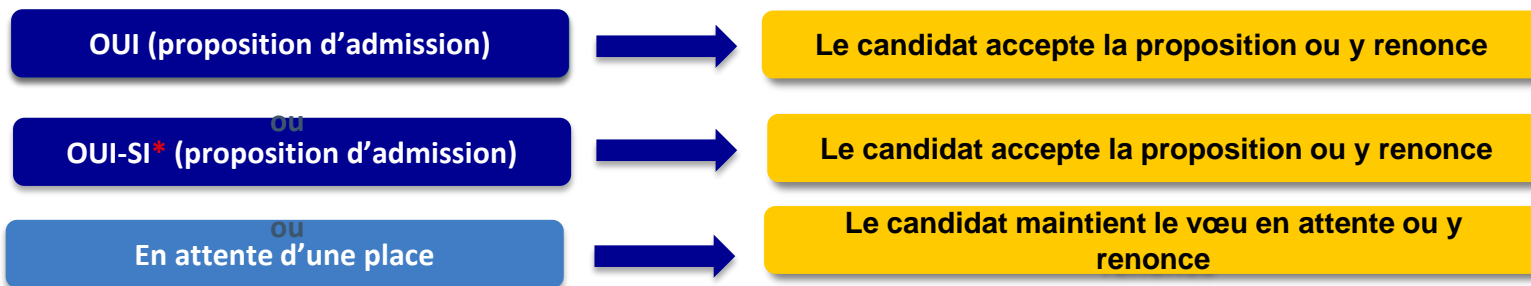 OUI (proposition d’admission)
Le candidat accepte la proposition ou y renonce
ou
OUI-SI* (proposition d’admission)
Le candidat accepte la proposition ou y renonce
ou
En attente d’une place
Le candidat maintient le vœu en attente ou y
renonce